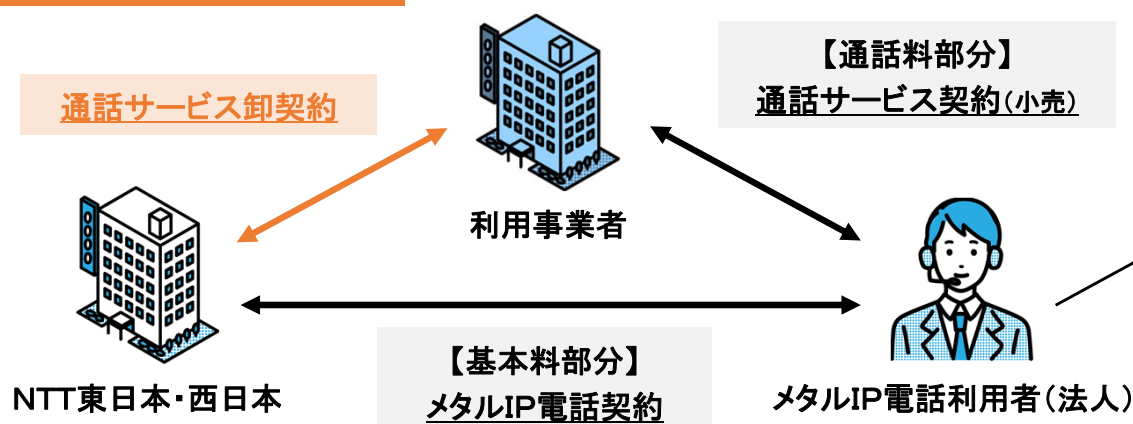 【通話料部分】
通話サービス契約(小売)
通話サービス卸契約
利用事業者
【基本料部分】
メタルIP電話契約
NTT東日本・西日本
メタルIP電話利用者(法人)